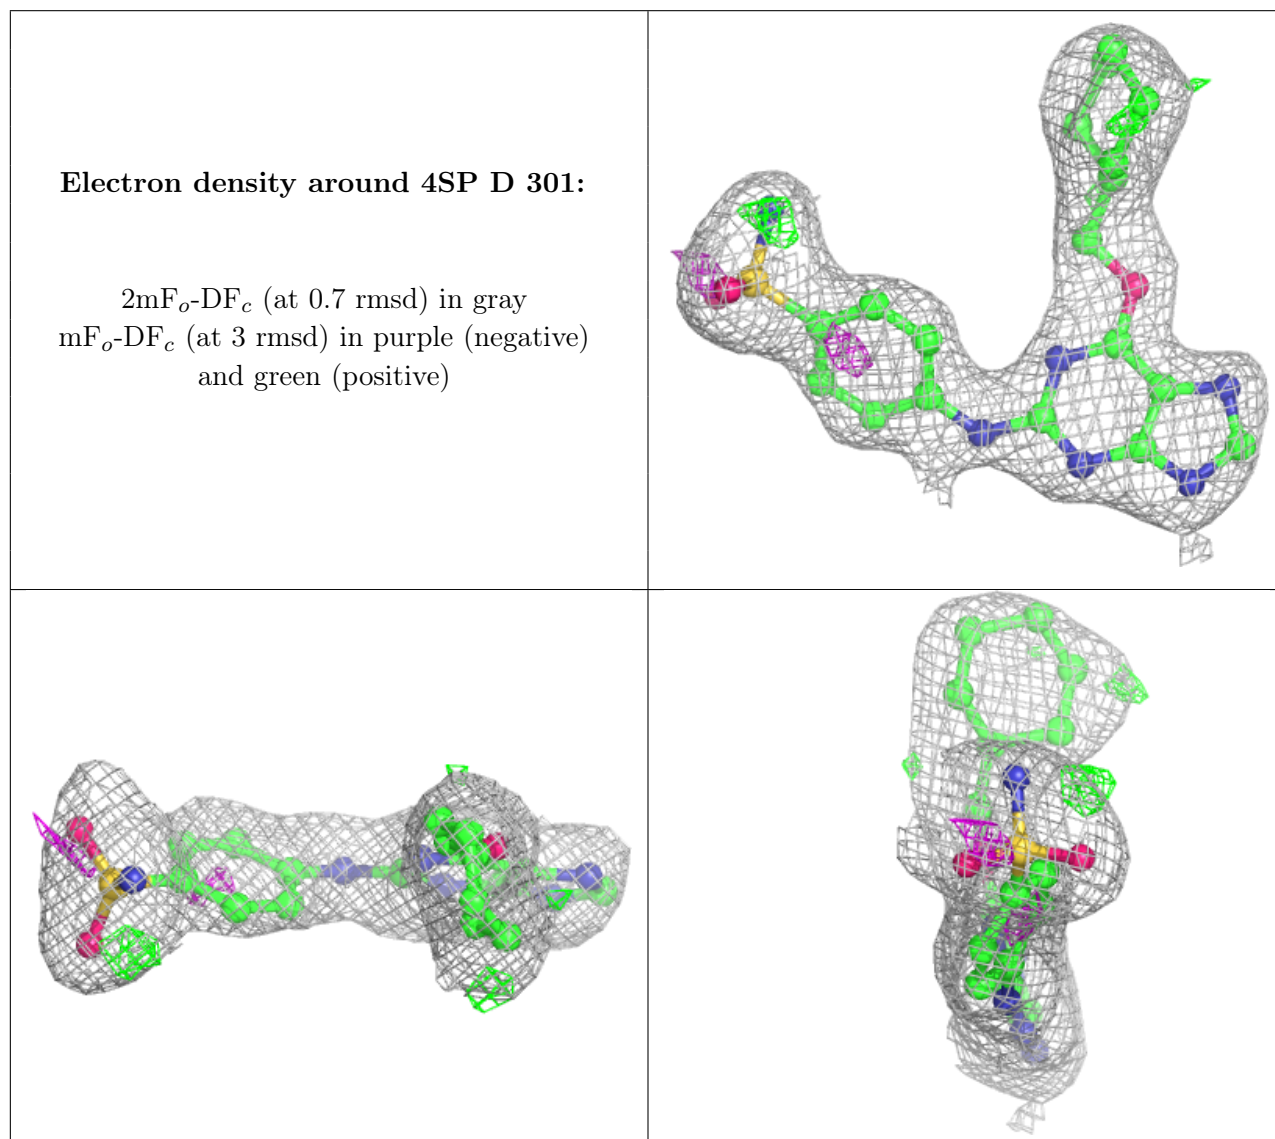 Electron density around 4SP D 301:
2mFₒ-DF𝒸 (at 0.7 rmsd) in gray
mFₒ-DF𝒸 (at 3 rmsd) in purple (negative)
and green (positive)